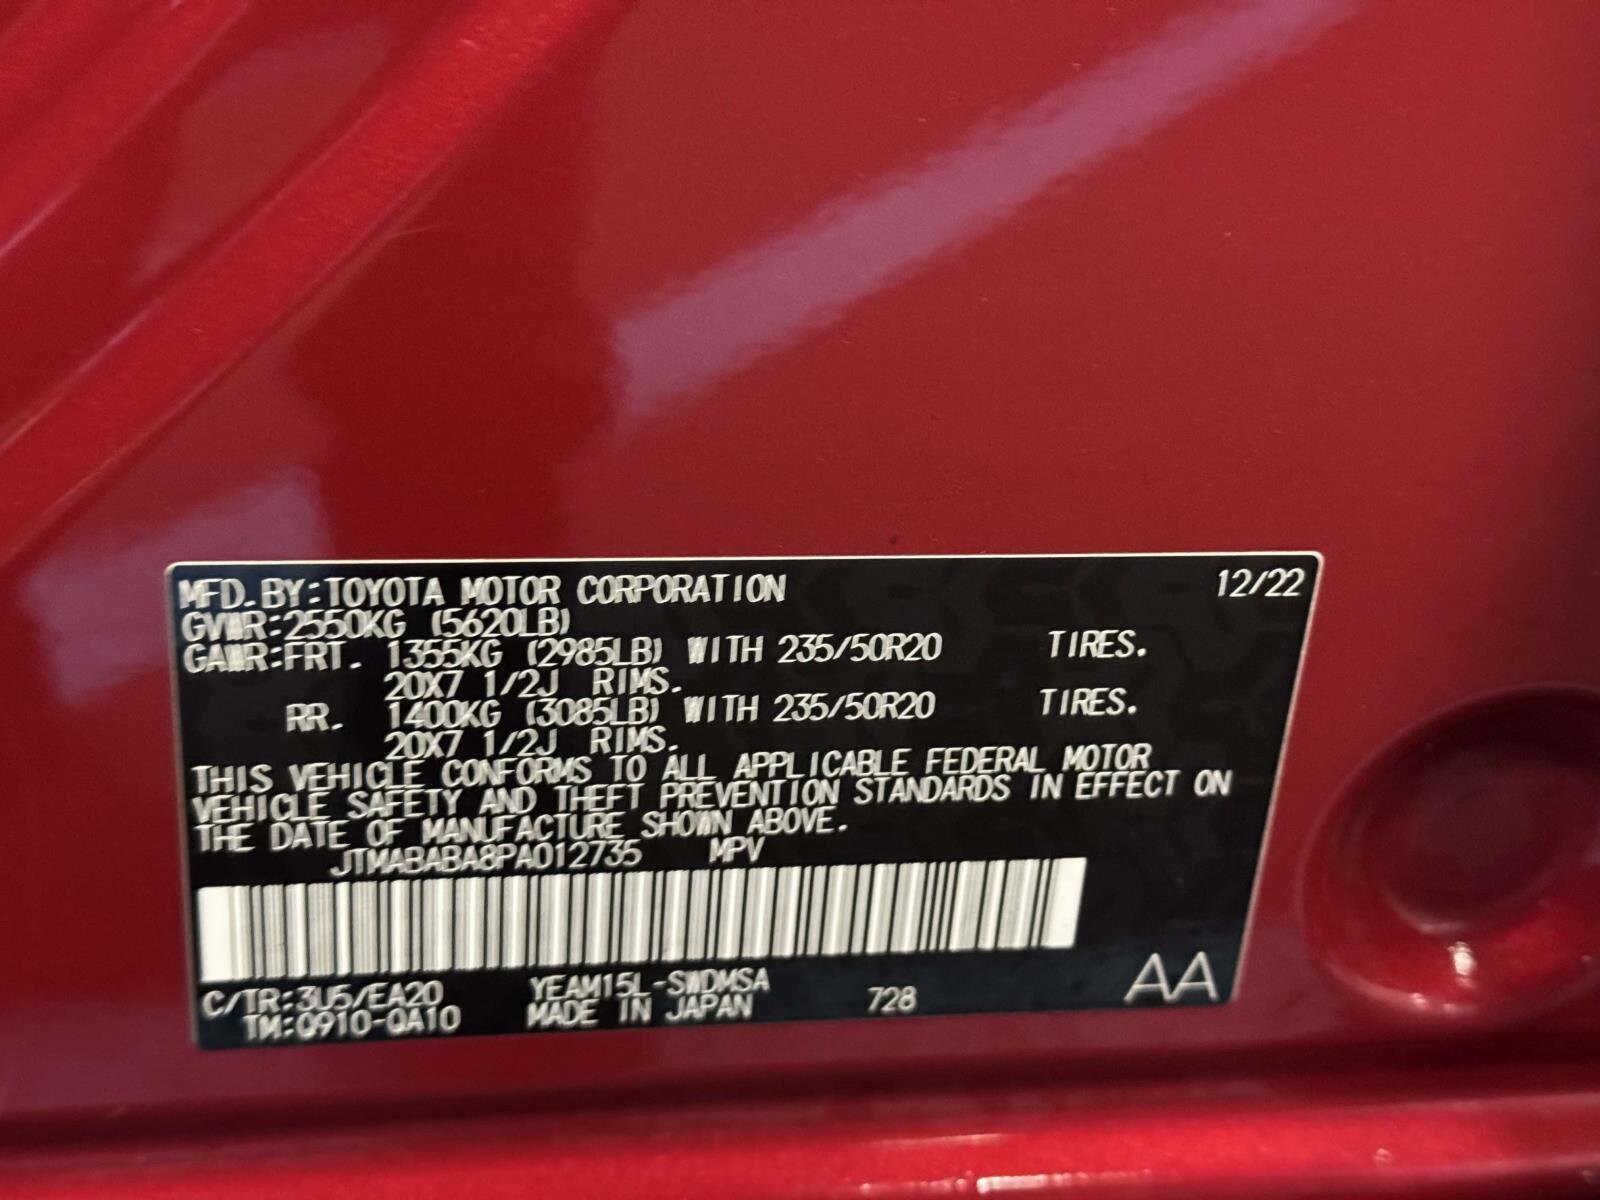 MFD. BY: TOYOTA MOTOR CORPORATION 12/22
GVWR: 2550KG (5620LB)
GAWR: FRT. 1355KG (2985LB) WITH 235/50R20 TIRES.
20X7 1/2J RIMS.
RR. 1400KG (3085LB) WITH 235/50R20 TIRES.
20X7 1/2J RIMS.
THIS VEHICLE CONFORMS TO ALL APPLICABLE FEDERAL MOTOR
VEHICLE SAFETY AND THEFT PREVENTION STANDARDS IN EFFECT ON
THE DATE OF MANUFACTURE SHOWN ABOVE.
JTMABABA8PA012735 MPV
C/TR: 3U5/EA20 YEAM15L-SWDMSA 728 AA
TM: Q910-QA10 MADE IN JAPAN